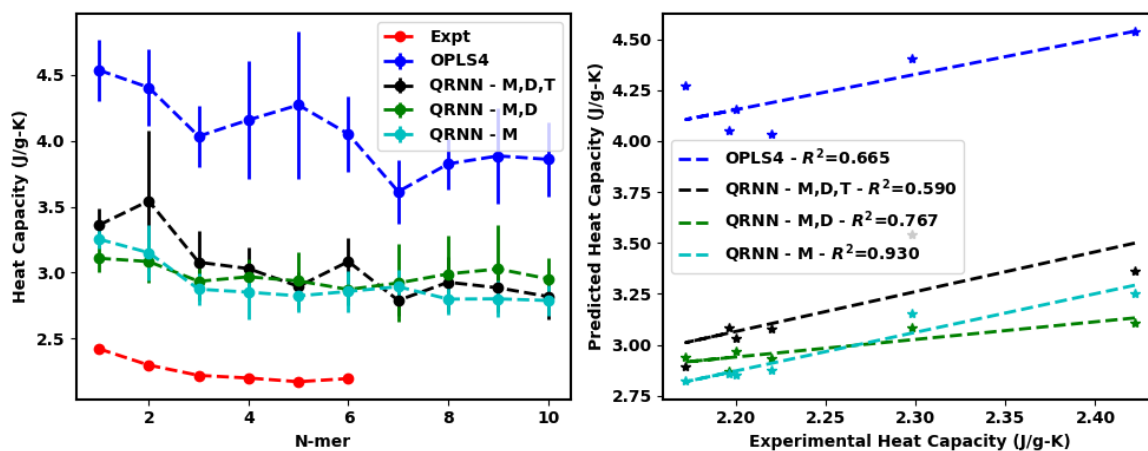 Heat Capacity (J/g-K)
4.5
4.0
3.5
3.0
2.5
2
4
6
8
10
N-mer
Expt
OPLS4
QRNN - M,D,T
QRNN - M,D
QRNN - M
Predicted Heat Capacity (J/g-K)
4.50
4.25
4.00
3.75
3.50
3.25
3.00
2.75
2.20
2.25
2.30
2.35
2.40
Experimental Heat Capacity (J/g-K)
OPLS4 - R²=0.665
QRNN - M,D,T - R²=0.590
QRNN - M,D - R²=0.767
QRNN - M - R²=0.930